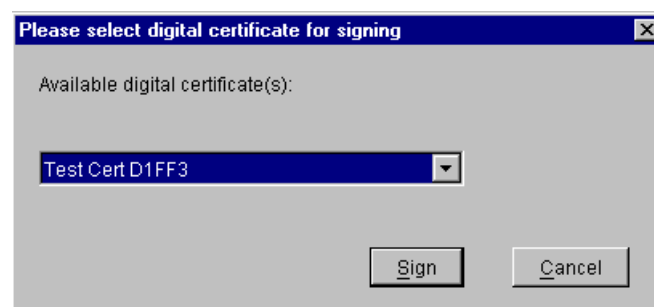 Please select digital certificate for signing
Available digital certificate(s):
Test Cert D1FF3
Sign Cancel